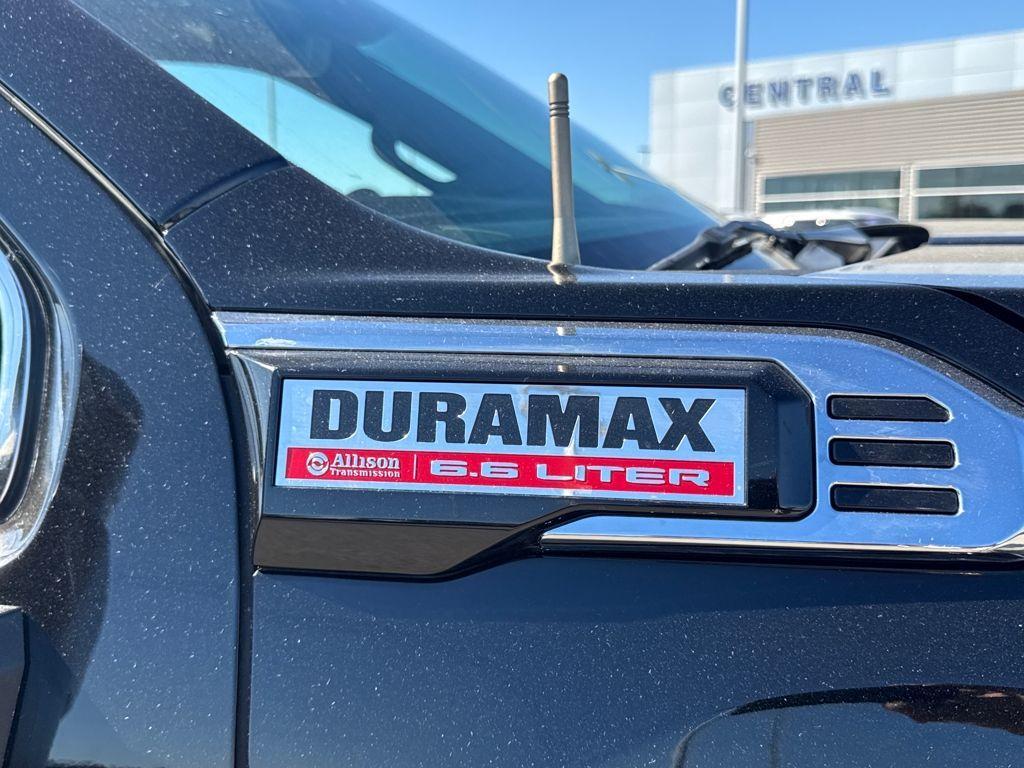 CENTRAL
DURAMAX
Allison Transmission 6.6 LITER